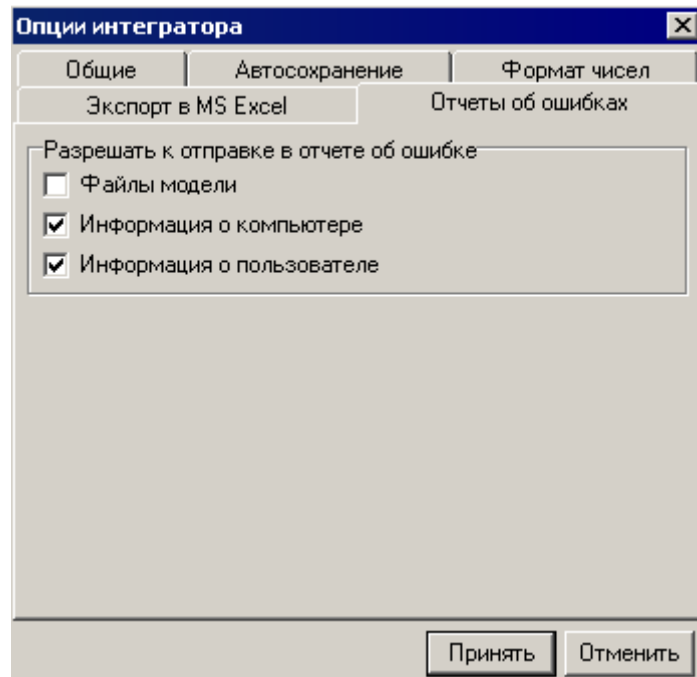 Опции интегратора
Общие
Автосохранение
Формат чисел
Экспорт в MS Excel
Отчеты об ошибках
Разрешать к отправке в отчете об ошибке
Файлы модели
Информация о компьютере
Информация о пользователе
Принять
Отменить